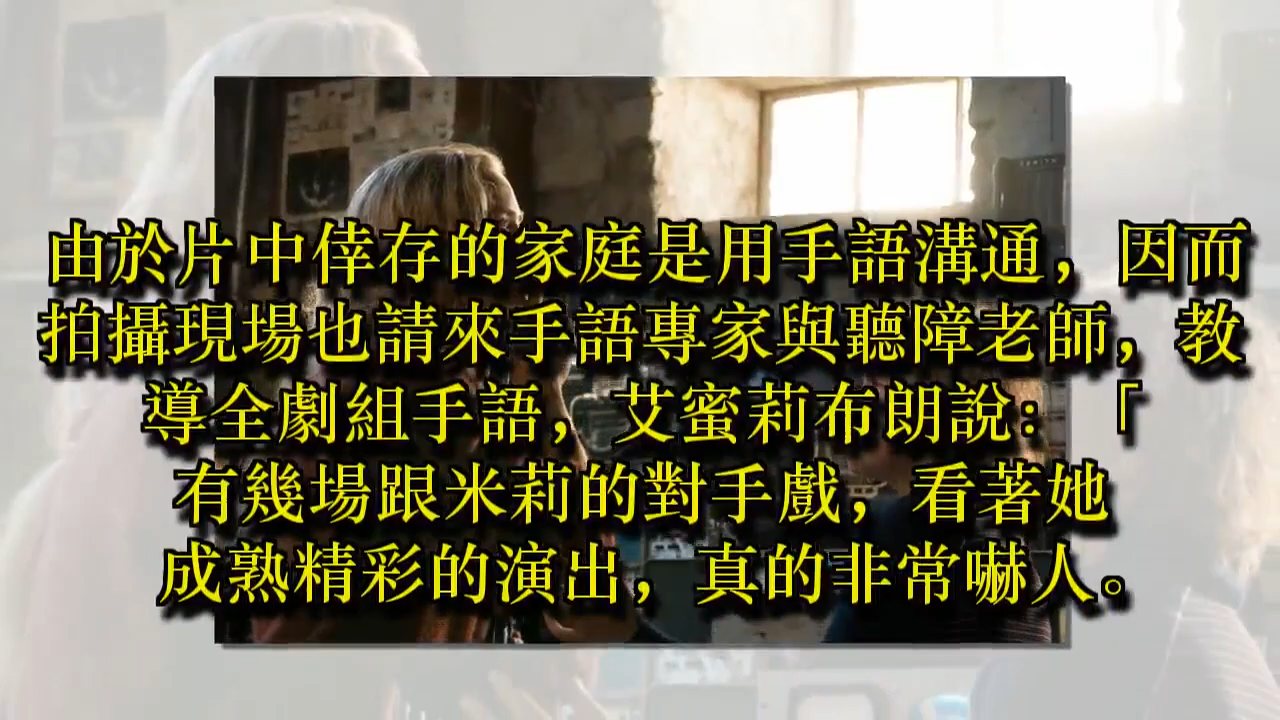 由於片中倖存的家庭是用手語溝通，因而
拍攝現場也請來手語專家與聽障老師，教
導全劇組手語，艾蜜莉布朗說：「
有幾場跟米莉的對手戲，看著她
成熟精彩的演出，真的非常嚇人。